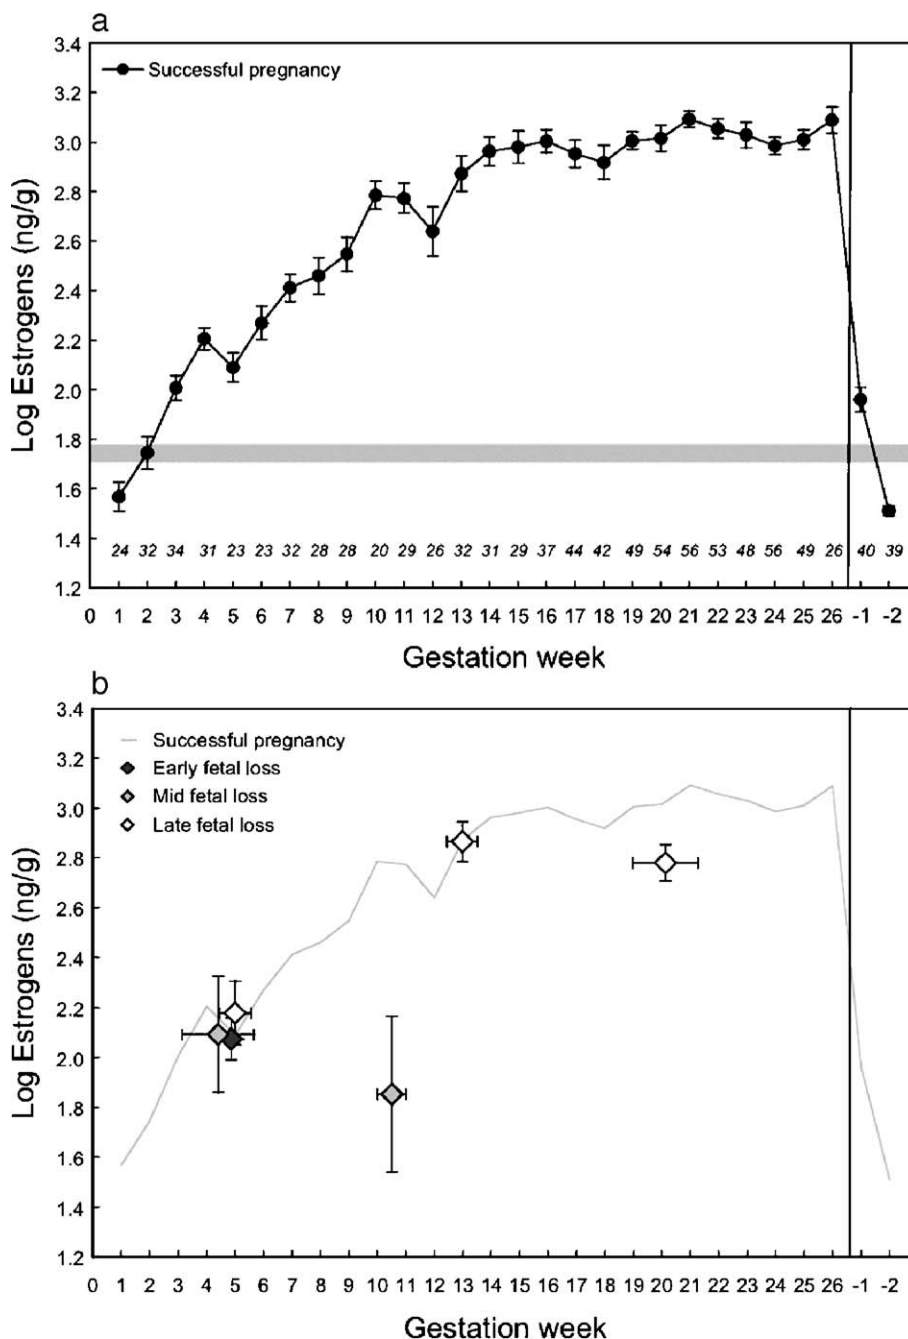 a
3.4
Successful pregnancy
3.2
3.0
2.8
2.6
2.4
2.2
2.0
1.8
1.6
1.4
1.2
Log Estrogens (ng/g)
24 32 34 31 23 23 32 28 28 20 29 26 32 31 29 37 44 42 49 54 56 53 48 56 49 26 40 39
0 1 2 3 4 5 6 7 8 9 10 11 12 13 14 15 16 17 18 19 20 21 22 23 24 25 26 -1 -2
Gestation week
b
3.4
Successful pregnancy
Early fetal loss
Mid fetal loss
Late fetal loss
3.2
3.0
2.8
2.6
2.4
2.2
2.0
1.8
1.6
1.4
1.2
Log Estrogens (ng/g)
0 1 2 3 4 5 6 7 8 9 10 11 12 13 14 15 16 17 18 19 20 21 22 23 24 25 26 -1 -2
Gestation week